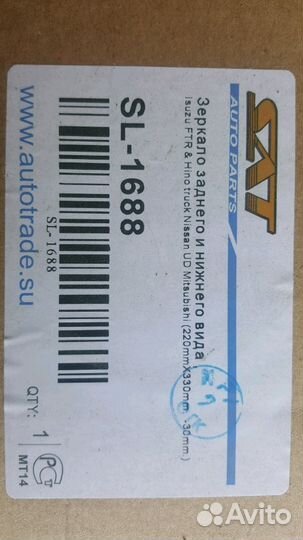 SAT
AUTO PARTS
Зеркало заднего и нижнего вида
Isuzu FTR & Hino truck Nissan UD Mitsubishi (220mmX330mm, -30mm.)
SL-1688
SL- 1688
www.autotrade.su
QTY: 1
РСТ
MT14
Avito